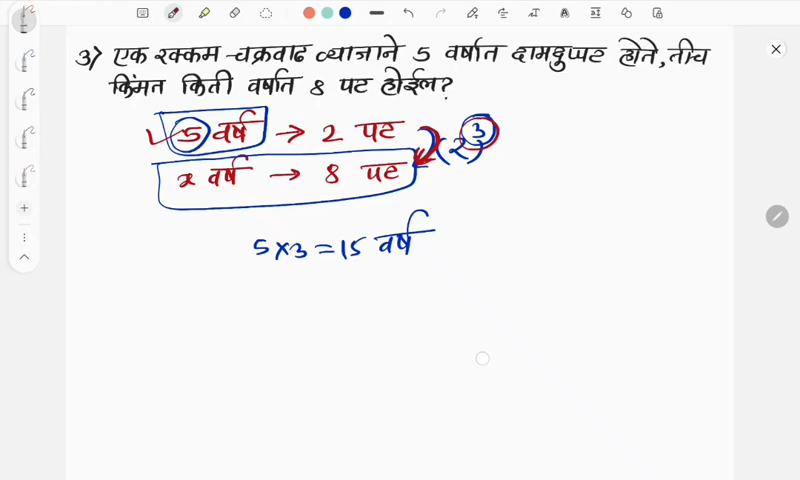 3) एक रक्कम चक्रवाढ व्याजाने 5 वर्षात दामदुप्पट होते, तीच
किंमत किती वर्षात 8 पट होईल?
5 वर्ष → 2 पट
(2)³
x वर्ष → 8 पट
5×3=15 वर्ष